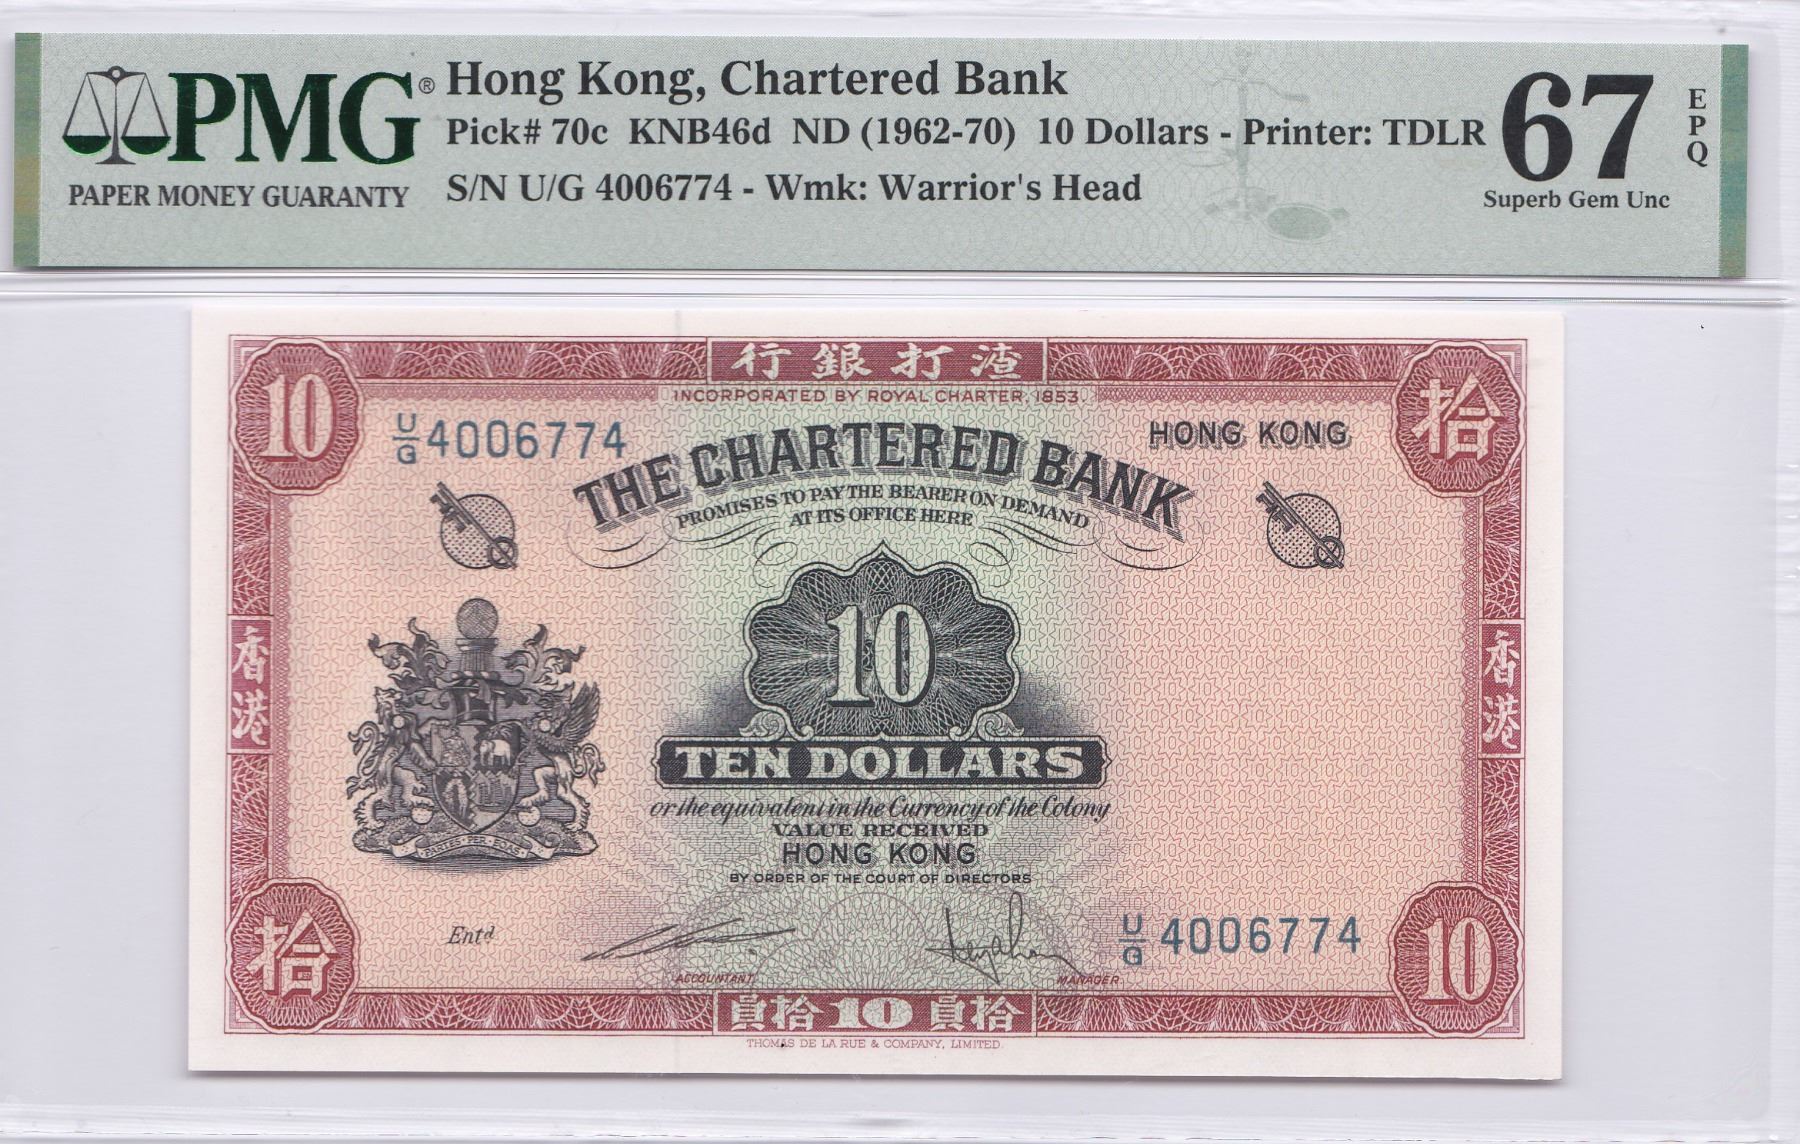 PMG®
PAPER MONEY GUARANTY
Hong Kong, Chartered Bank
Pick# 70c KNB46d ND (1962-70) 10 Dollars - Printer: TDLR
S/N U/G 4006774 - Wmk: Warrior's Head
67
EPQ
Superb Gem Unc
行銀打渣
INCORPORATED BY ROYAL CHARTER, 1853.
10
拾
U/G 4006774
HONG KONG
THE CHARTERED BANK
PROMISES TO PAY THE BEARER ON DEMAND
AT ITS OFFICE HERE
10
香港
香港
TEN DOLLARS
or the equivalent in the Currency of the Colony
VALUE RECEIVED
HONG KONG
BY ORDER OF THE COURT OF DIRECTORS
PARTES · PER · EOAS
Entd
U/G 4006774
ACCOUNTANT
MANAGER.
拾
10
員拾 10 員拾
THOMAS DE LA RUE & COMPANY, LIMITED.